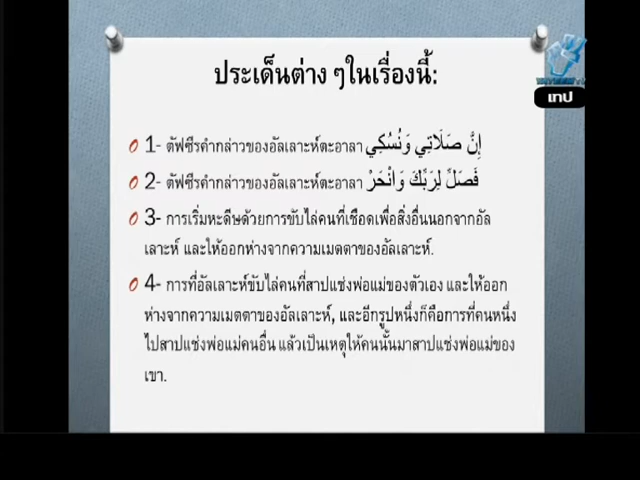 ประเด็นต่าง ๆในเรื่องนี้:
เทป
1- ตัฟซีรคำกล่าวของอัลเลาะห์ตะอาลา إِنَّ صَلَاتِي وَنُسُكِي
2- ตัฟซีรคำกล่าวของอัลเลาะห์ตะอาลา فَصَلِّ لِرَبِّكَ وَانْحَرْ
3- การเริ่มหะดีษด้วยการขับไล่คนที่เชือดเพื่อสิ่งอื่นนอกจากอัล
เลาะห์ และให้ออกห่างจากความเมตตาของอัลเลาะห์.
4- การที่อัลเลาะห์ขับไล่คนที่สาปแช่งพ่อแม่ของตัวเอง และให้ออก
ห่างจากความเมตตาของอัลเลาะห์, และอีกรูปหนึ่งก็คือการที่คนหนึ่ง
ไปสาปแช่งพ่อแม่คนอื่น แล้วเป็นเหตุให้คนนั้นมาสาปแช่งพ่อแม่ของ
เขา.